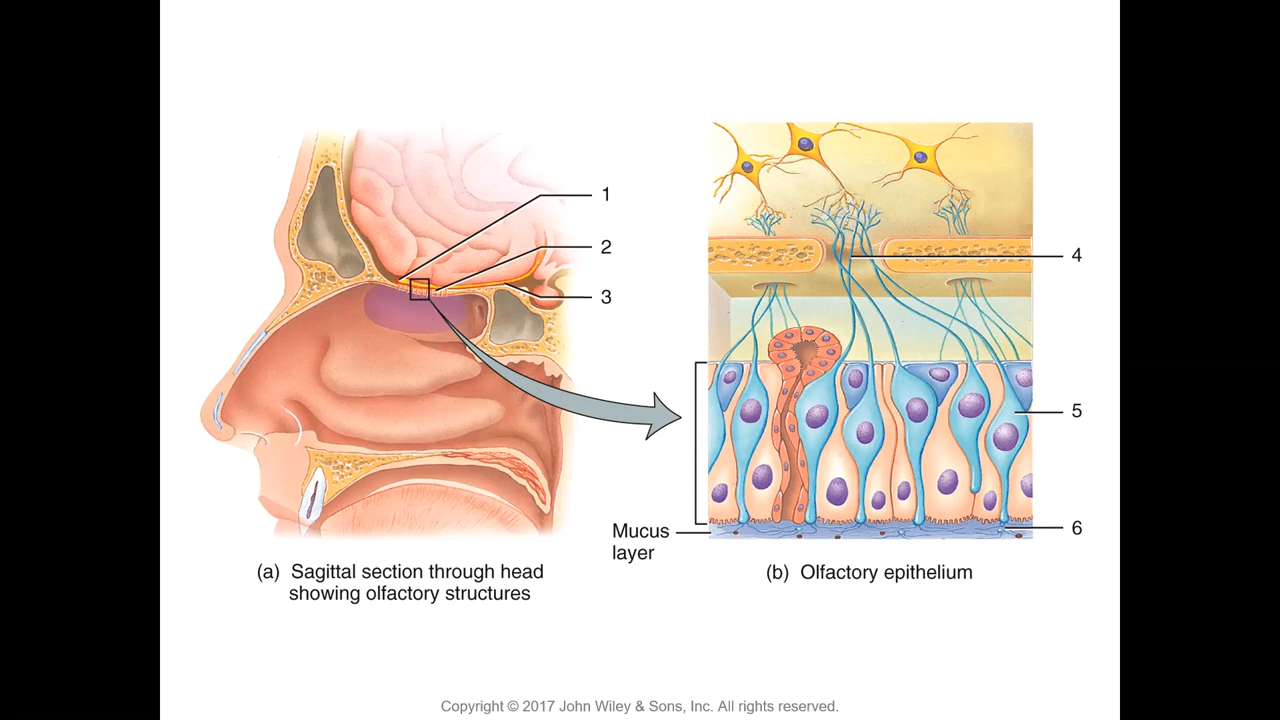 1
2
3
4
5
6
Mucus
layer
(a) Sagittal section through head
showing olfactory structures
(b) Olfactory epithelium
Copyright © 2017 John Wiley & Sons, Inc. All rights reserved.